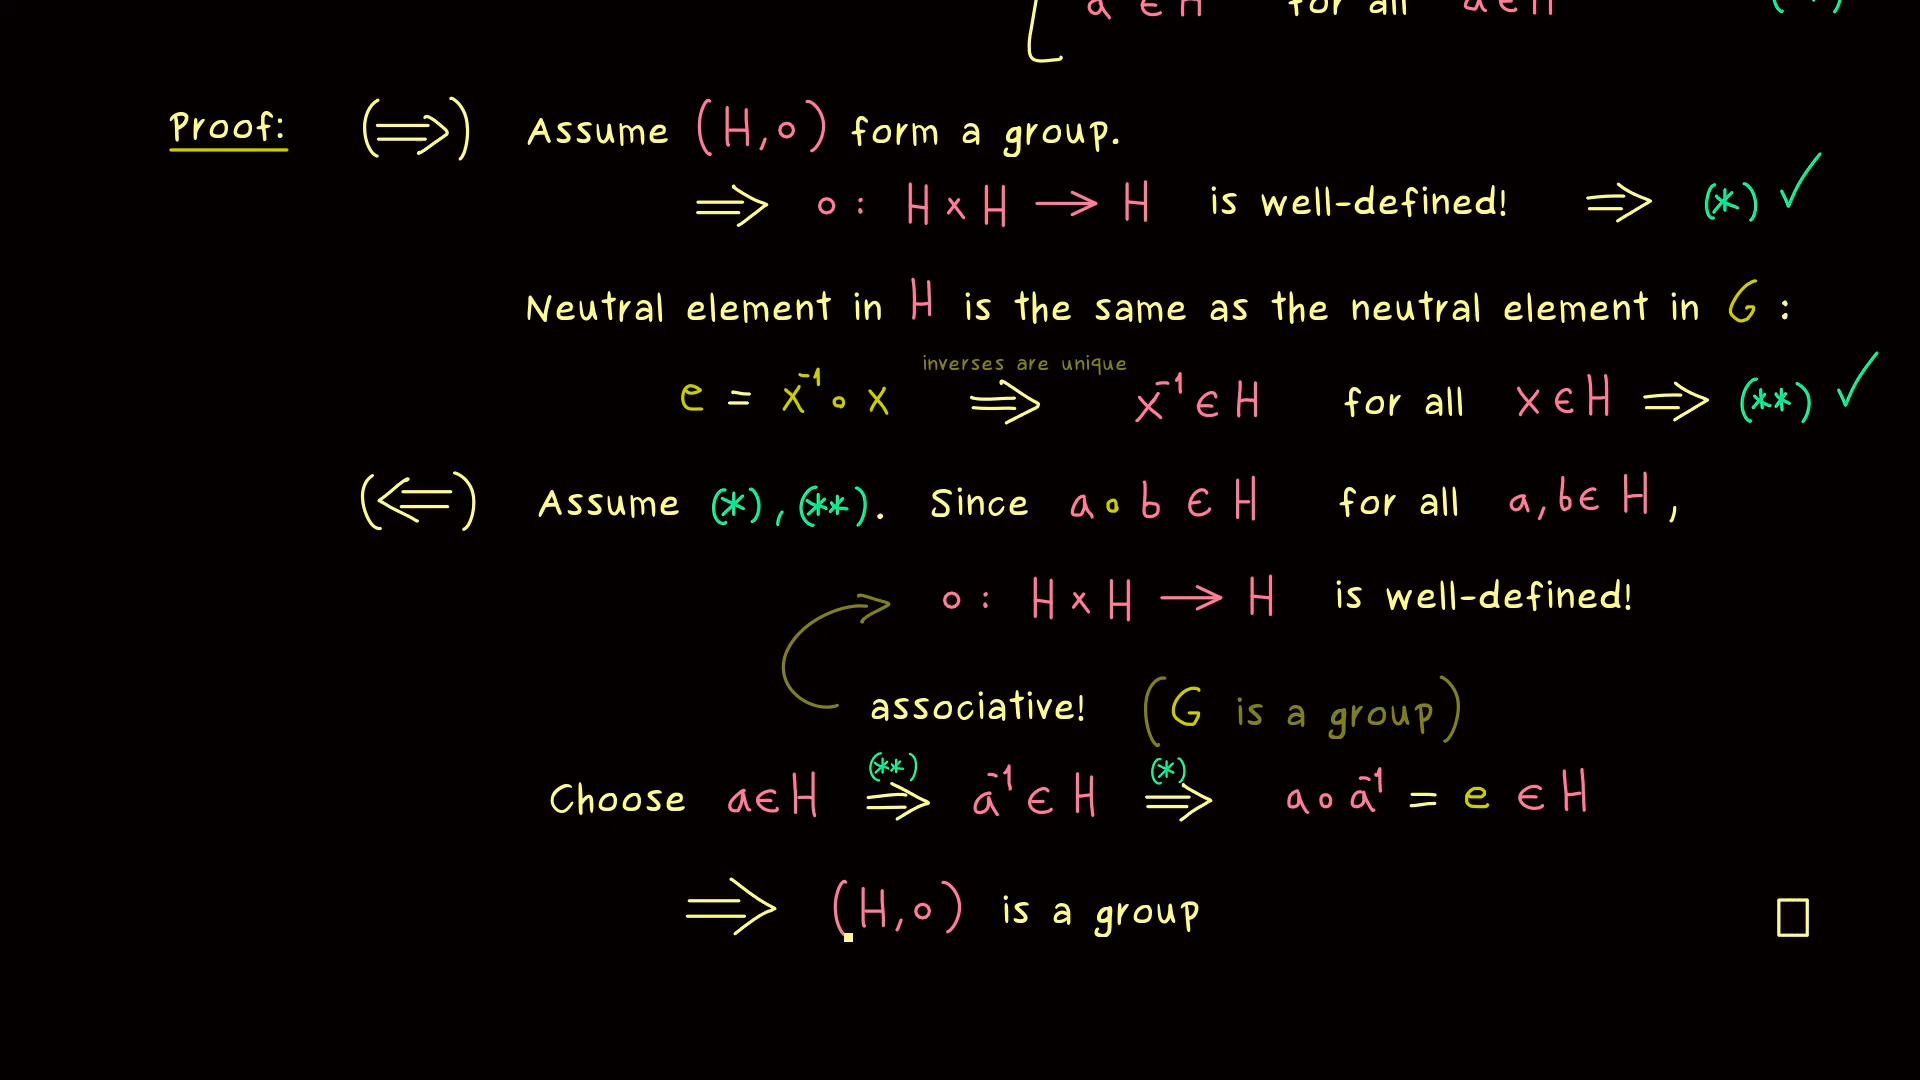 a ∈ H for all a ∈ H
Proof: (⟹) Assume (H, ∘) form a group.
⟹ ∘ : H × H ⟶ H is well-defined! ⟹ (*) ✓
Neutral element in H is the same as the neutral element in G :
inverses are unique
e = x⁻¹ ∘ x ⟹ x⁻¹ ∈ H for all x ∈ H ⟹ (**) ✓
(⟸) Assume (*), (**). Since a ∘ b ∈ H for all a, b ∈ H ,
∘ : H × H ⟶ H is well-defined!
associative! (G is a group)
(**) (*)
Choose a ∈ H ⟹ a⁻¹ ∈ H ⟹ a ∘ a⁻¹ = e ∈ H
⟹ (H, ∘) is a group □